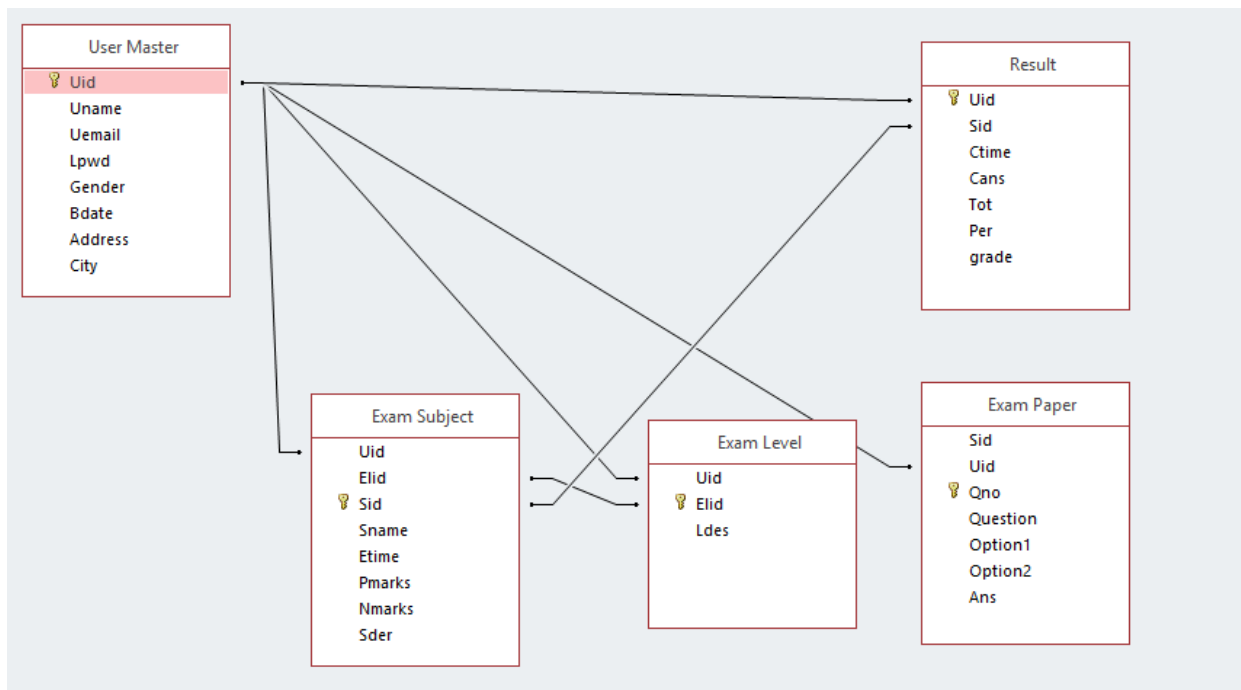 User Master
Uid
Uname
Uemail
Lpwd
Gender
Bdate
Address
City
Result
Uid
Sid
Ctime
Cans
Tot
Per
grade
Exam Subject
Uid
Elid
Sid
Sname
Etime
Pmarks
Nmarks
Sder
Exam Level
Uid
Elid
Ldes
Exam Paper
Sid
Uid
Qno
Question
Option1
Option2
Ans